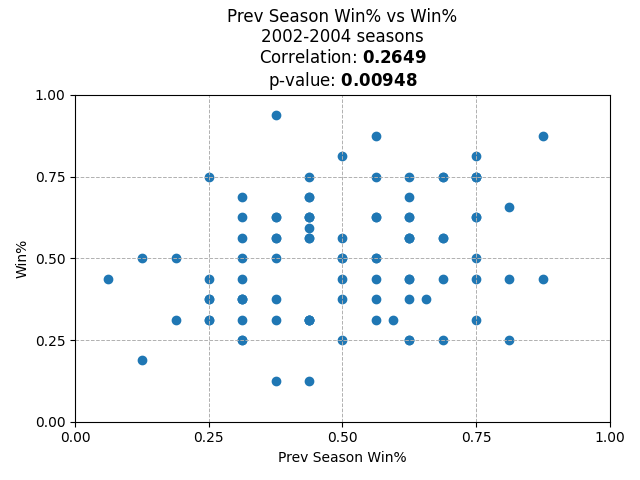 Prev Season Win% vs Win%
2002-2004 seasons
Correlation: 0.2649
p-value: 0.00948
1.00
0.75
0.50
0.25
0.00
Win%
0.00 0.25 0.50 0.75 1.00
Prev Season Win%